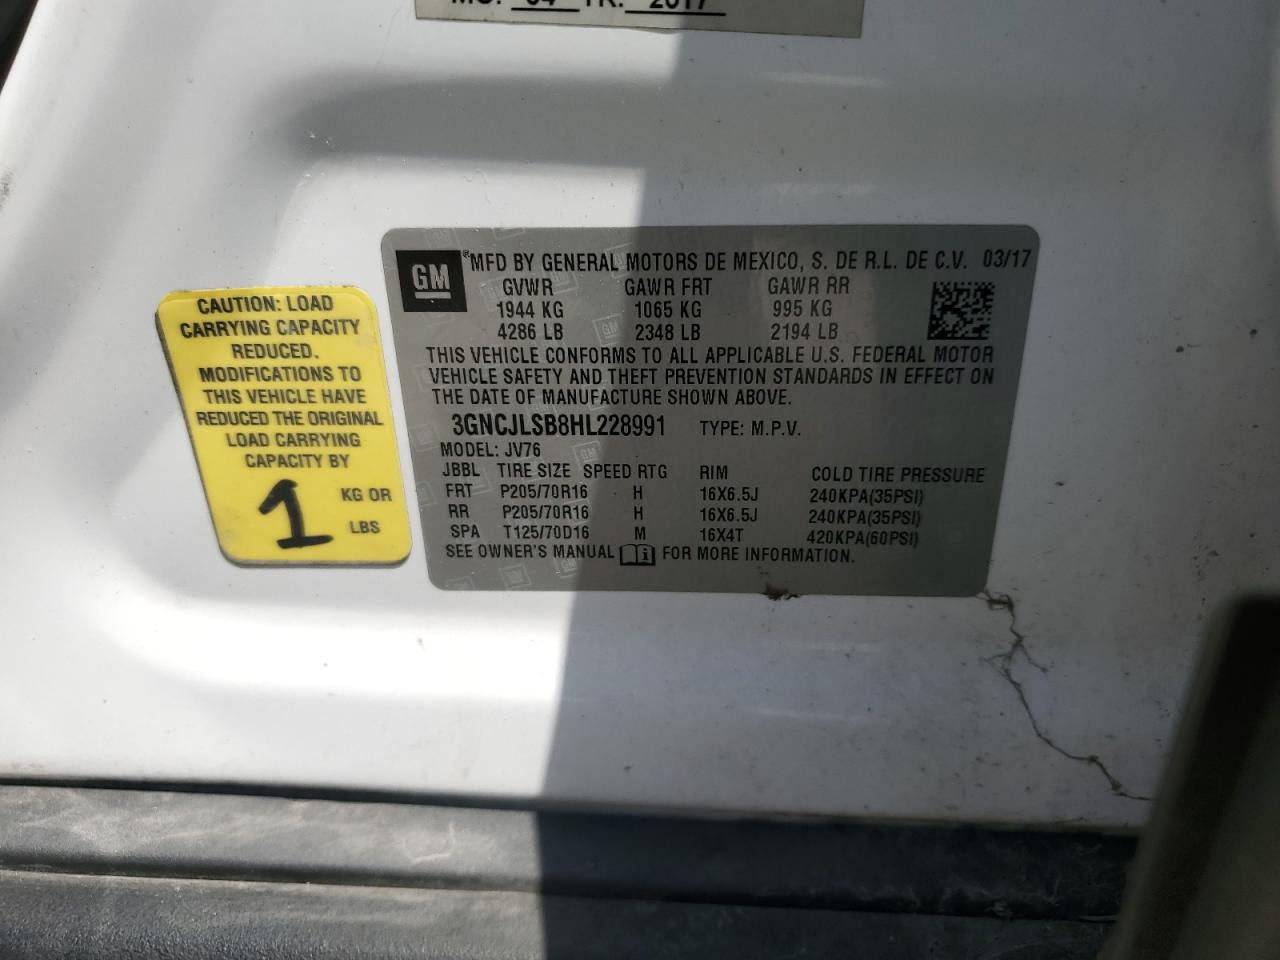 MO. 04 YR. 2017
CAUTION: LOAD
CARRYING CAPACITY
REDUCED.
MODIFICATIONS TO
THIS VEHICLE HAVE
REDUCED THE ORIGINAL
LOAD CARRYING
CAPACITY BY
1 KG OR
LBS
GM ® MFD BY GENERAL MOTORS DE MEXICO, S. DE R.L. DE C.V. 03/17
GVWR GAWR FRT GAWR RR
1944 KG 1065 KG 995 KG
4286 LB 2348 LB 2194 LB
THIS VEHICLE CONFORMS TO ALL APPLICABLE U.S. FEDERAL MOTOR
VEHICLE SAFETY AND THEFT PREVENTION STANDARDS IN EFFECT ON
THE DATE OF MANUFACTURE SHOWN ABOVE.
3GNCJLSB8HL228991 TYPE: M.P.V.
MODEL: JV76
JBBL TIRE SIZE SPEED RTG RIM COLD TIRE PRESSURE
FRT P205/70R16 H 16X6.5J 240KPA(35PSI)
RR P205/70R16 H 16X6.5J 240KPA(35PSI)
SPA T125/70D16 M 16X4T 420KPA(60PSI)
SEE OWNER'S MANUAL FOR MORE INFORMATION.